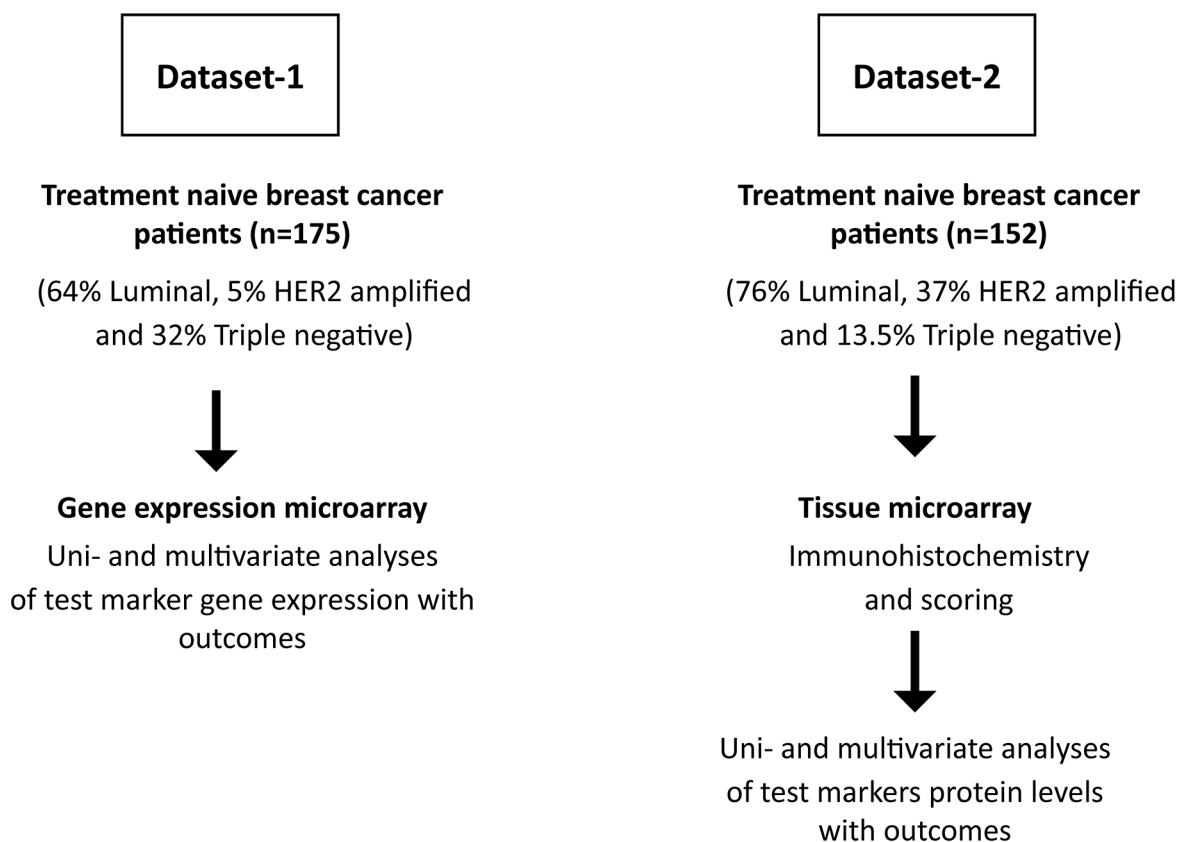 Dataset-1
Treatment naive breast cancer
patients (n=175)
(64% Luminal, 5% HER2 amplified
and 32% Triple negative)
Gene expression microarray
Uni- and multivariate analyses
of test marker gene expression with
outcomes
Dataset-2
Treatment naive breast cancer
patients (n=152)
(76% Luminal, 37% HER2 amplified
and 13.5% Triple negative)
Tissue microarray
Immunohistochemistry
and scoring
Uni- and multivariate analyses
of test markers protein levels
with outcomes